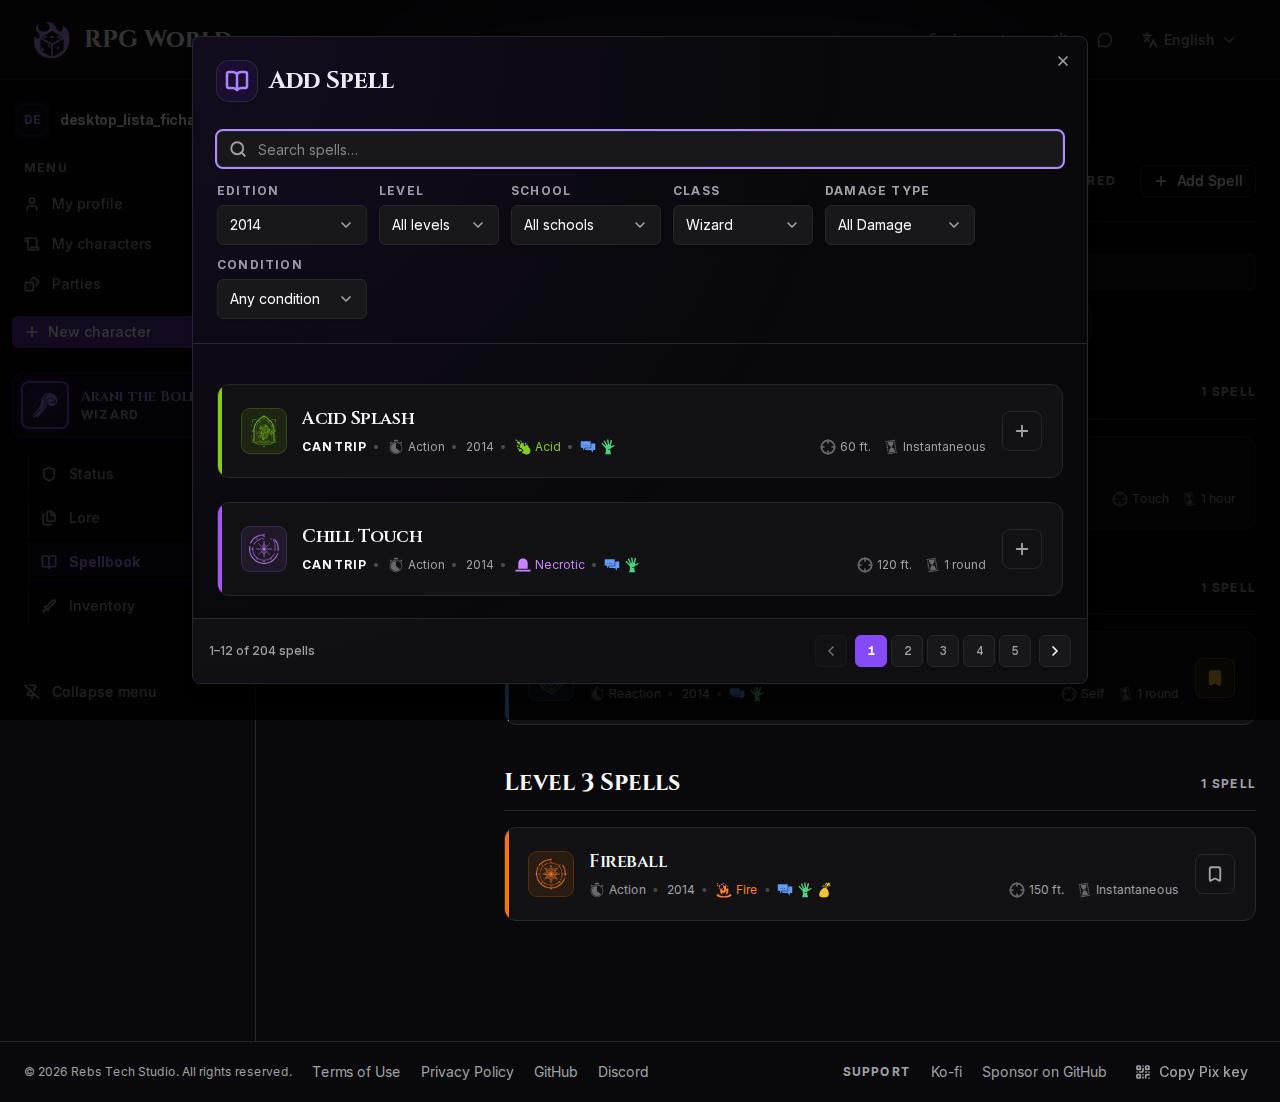 RPG World
English
DE
desktop_lista_ficha
MENU
My profile
My characters
Parties
New character
Arani the Bol
WIZARD
Status
Lore
Spellbook
Inventory
Collapse menu
Add Spell
Search spells…
EDITION
LEVEL
SCHOOL
CLASS
DAMAGE TYPE
2014
All levels
All schools
Wizard
All Damage
CONDITION
Any condition
Acid Splash
CANTRIP • Action • 2014 • Acid •
60 ft. Instantaneous
Chill Touch
CANTRIP • Action • 2014 • Necrotic •
120 ft. 1 round
1–12 of 204 spells
1 2 3 4 5
RED
Add Spell
1 SPELL
Touch 1 hour
1 SPELL
Reaction • 2014 •
Self 1 round
Level 3 Spells
1 SPELL
Fireball
Action • 2014 • Fire •
150 ft. Instantaneous
© 2026 Rebs Tech Studio. All rights reserved. Terms of Use Privacy Policy GitHub Discord
SUPPORT Ko-fi Sponsor on GitHub Copy Pix key